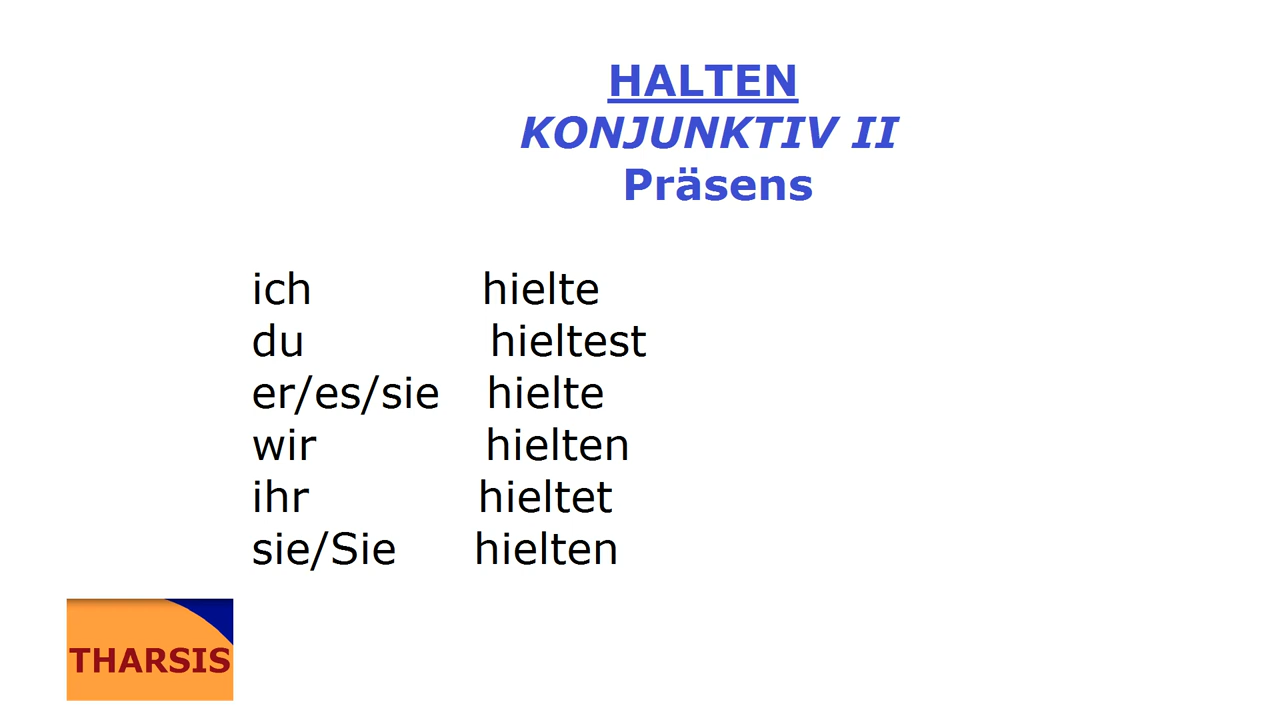 HALTEN
KONJUNKTIV II
Präsens
ich hielte
du hieltest
er/es/sie hielte
wir hielten
ihr hieltet
sie/Sie hielten
THARSIS